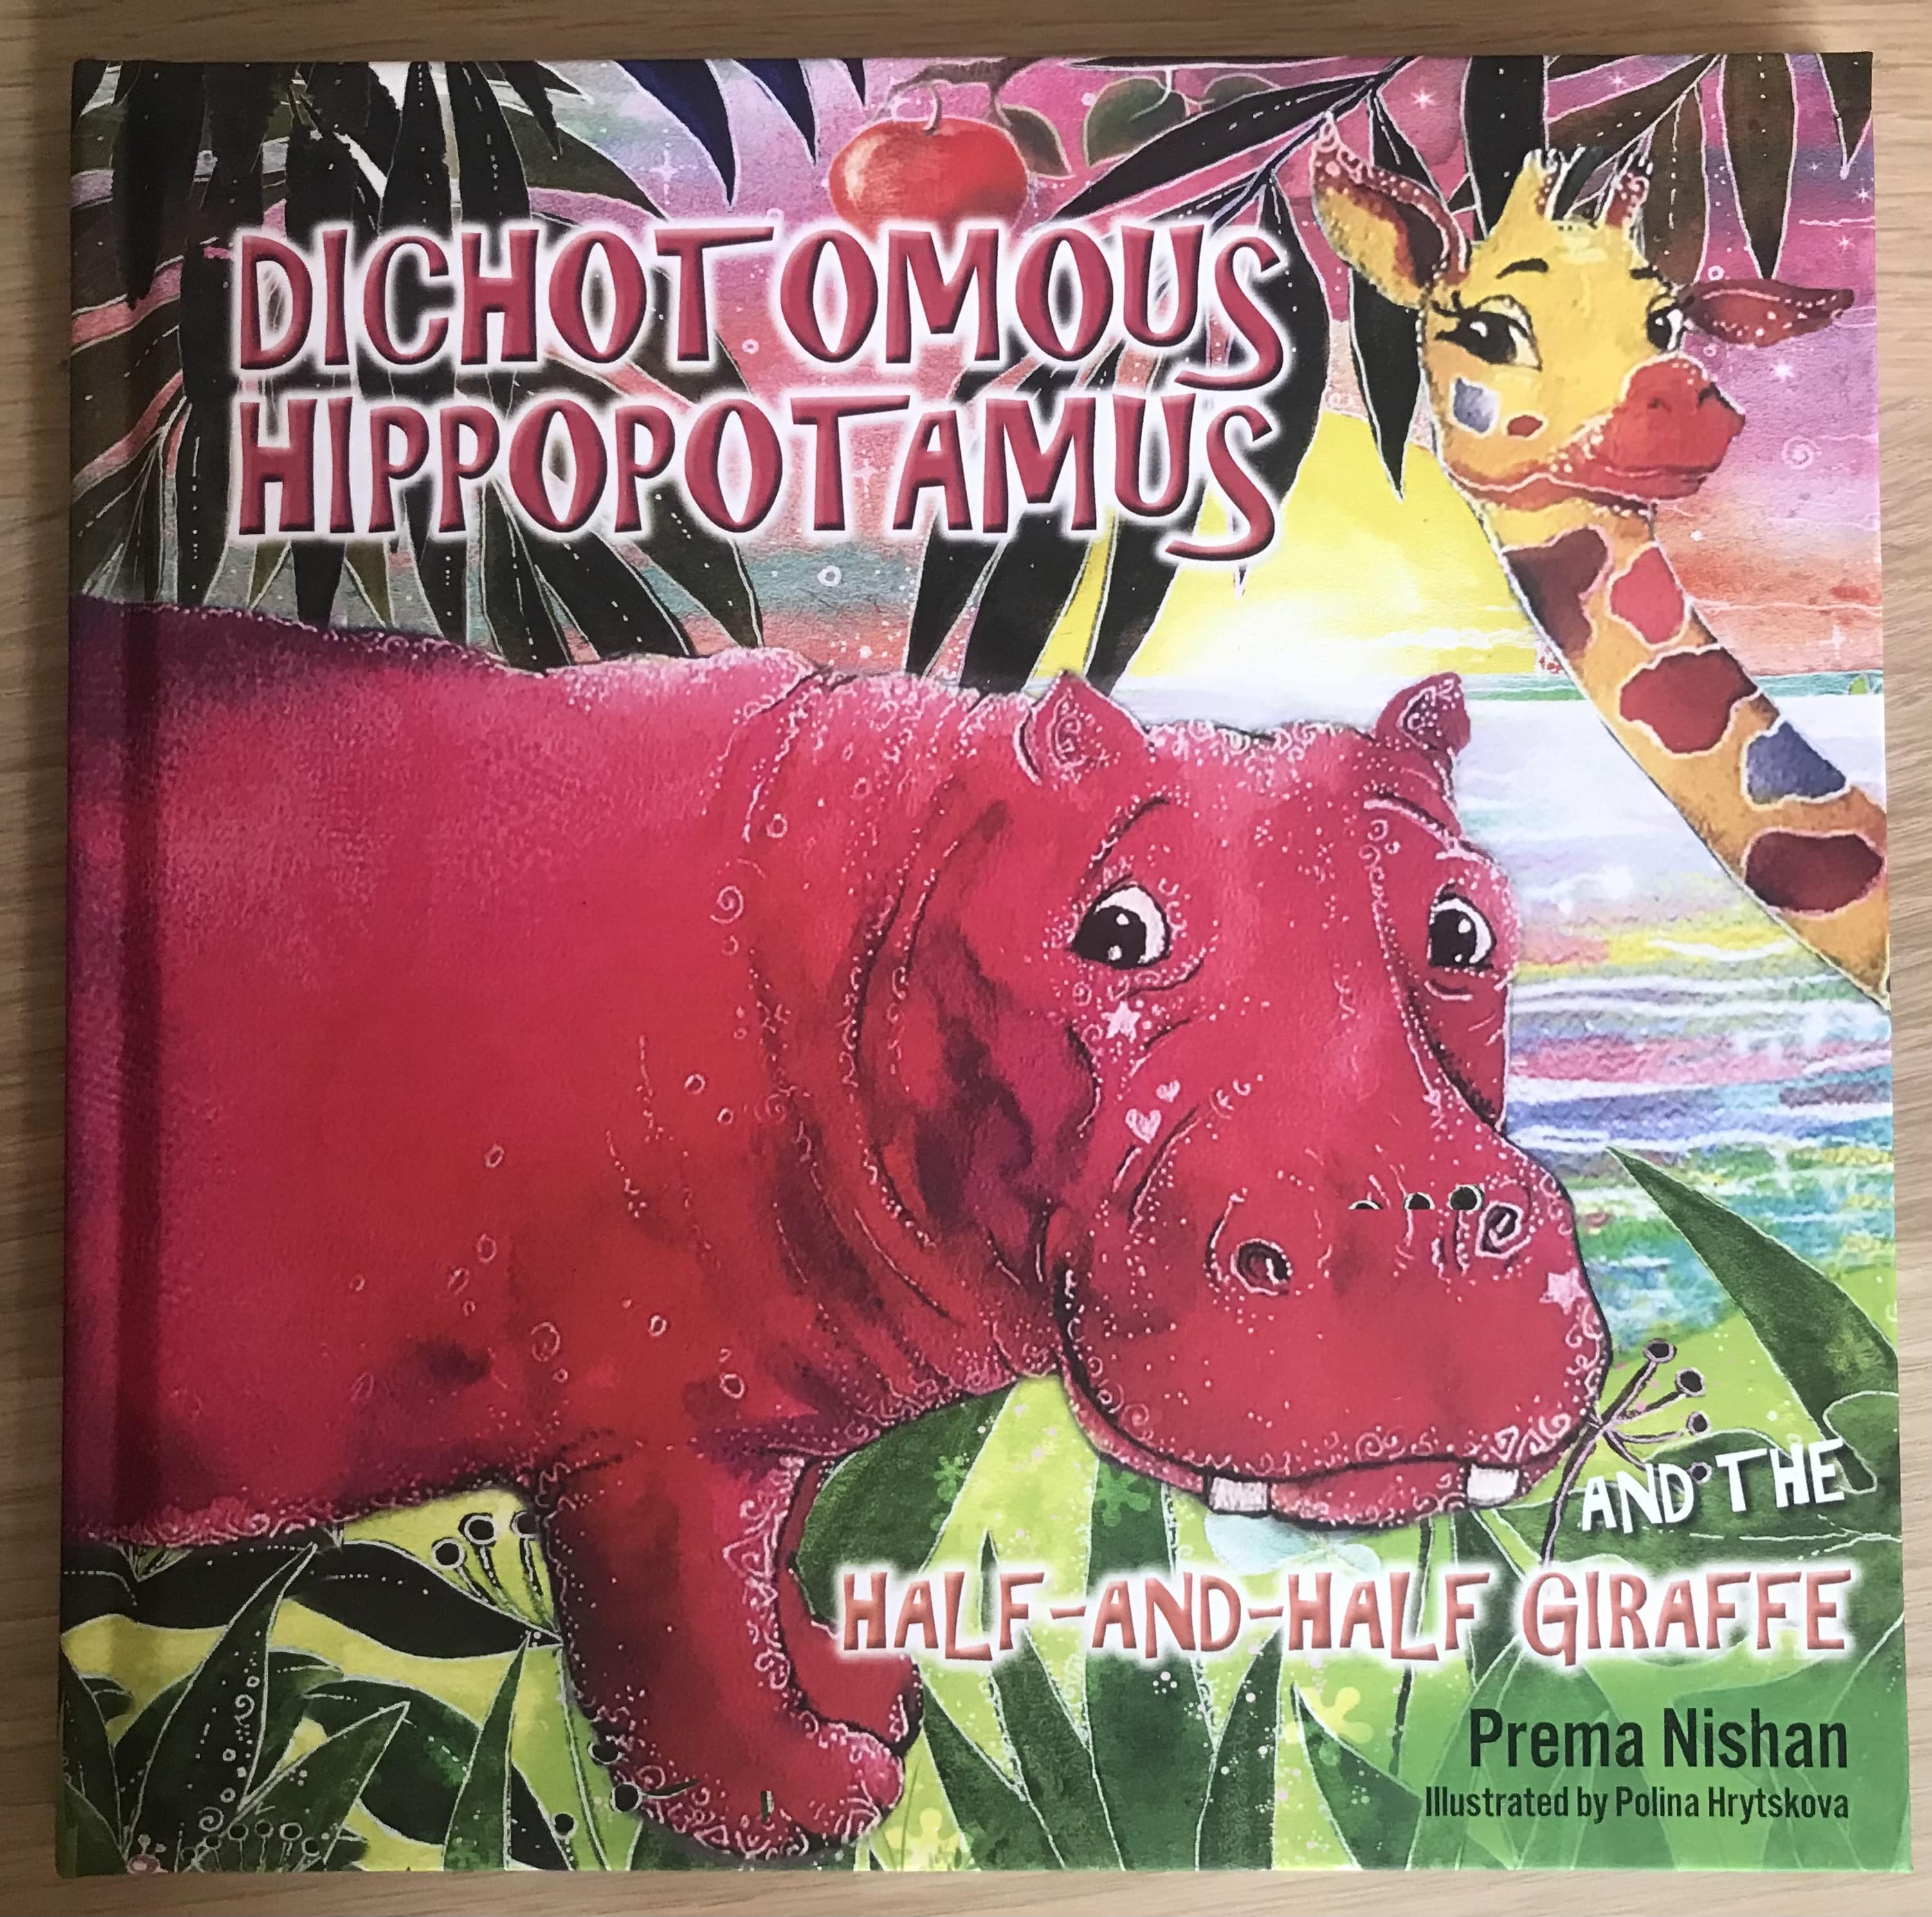 DICHOTOMOUS
HIPPOPOTAMUS
AND THE
HALF-AND-HALF GIRAFFE
Prema Nishan
Illustrated by Polina Hrytskova